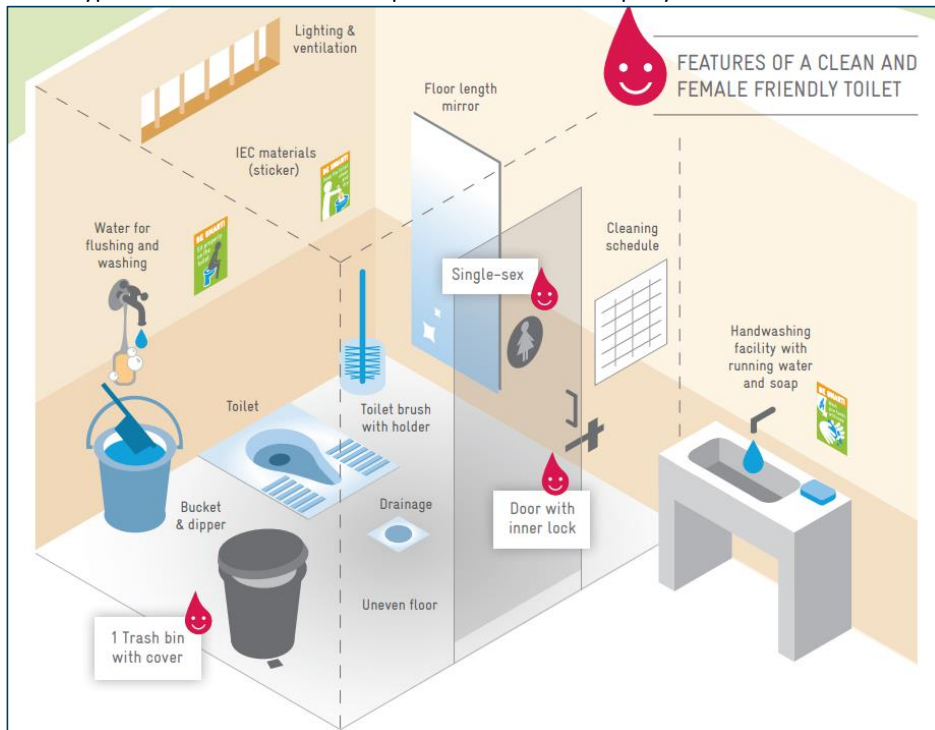 Lighting &
ventilation
FEATURES OF A CLEAN AND
FEMALE FRIENDLY TOILET
Floor length
mirror
IEC materials
(sticker)
BE SMART!
Water for
flushing and
washing
BE SMART!
Cleaning
schedule
Single-sex
Handwashing
facility with
running water
and soap
BE SMART!
Toilet
Toilet brush
with holder
Bucket
& dipper
Drainage
Door with
inner lock
Uneven floor
1 Trash bin
with cover